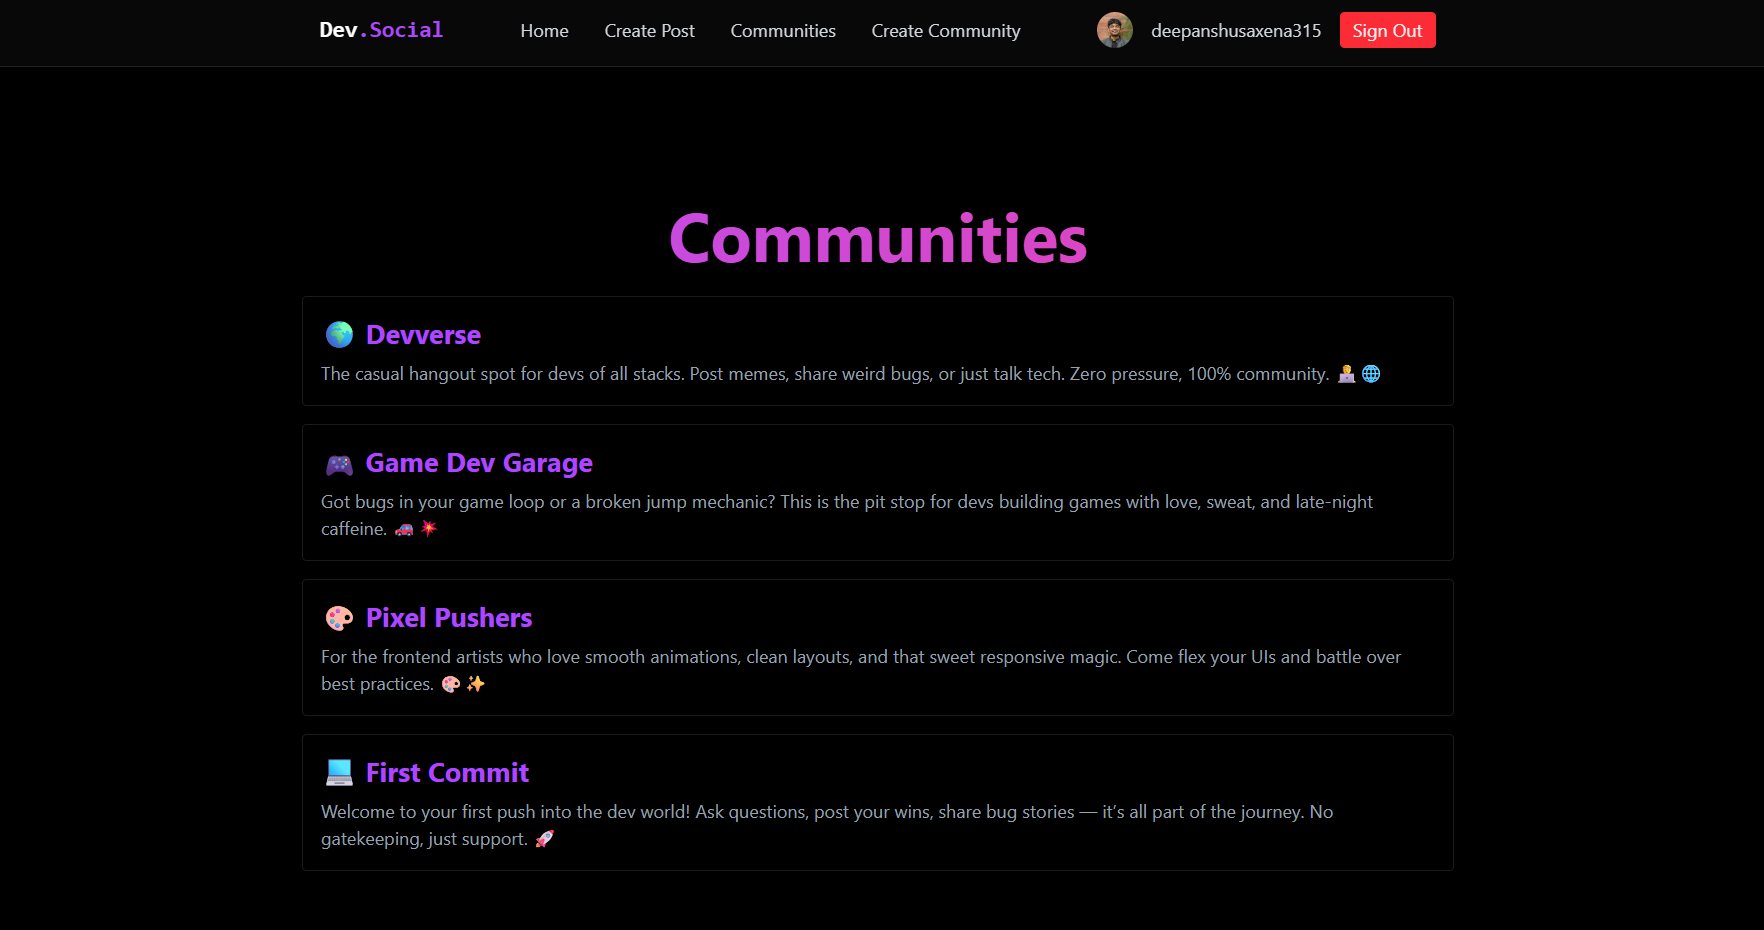 Dev.Social Home Create Post Communities Create Community deepanshusaxena315 Sign Out
Communities
🌍 Devverse
The casual hangout spot for devs of all stacks. Post memes, share weird bugs, or just talk tech. Zero pressure, 100% community. 🧑‍💻🌐
🎮 Game Dev Garage
Got bugs in your game loop or a broken jump mechanic? This is the pit stop for devs building games with love, sweat, and late-night
caffeine. 🚗💥
🎨 Pixel Pushers
For the frontend artists who love smooth animations, clean layouts, and that sweet responsive magic. Come flex your UIs and battle over
best practices. 🎨✨
💻 First Commit
Welcome to your first push into the dev world! Ask questions, post your wins, share bug stories — it’s all part of the journey. No
gatekeeping, just support. 🚀